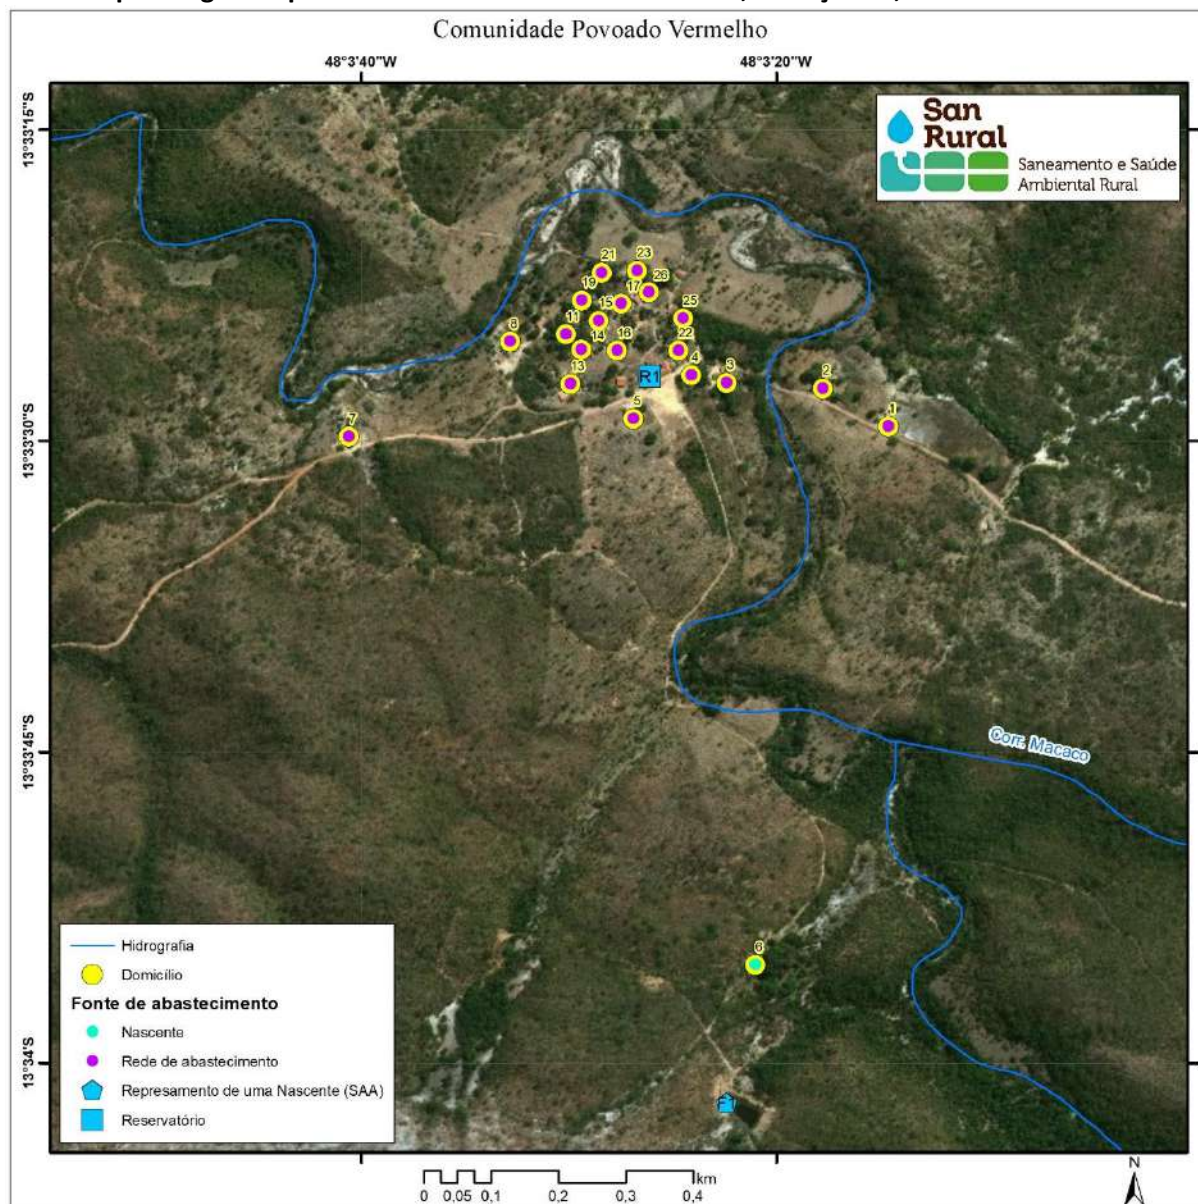 Comunidade Povoado Vermelho
48°3'40"W
48°3'20"W
13°33'15"S
13°33'30"S
13°33'45"S
13°34'S
San
Rural
Saneamento e Saúde
Ambiental Rural
21
23
26
19
17
15
25
11
8
14
16
22
13
4
3
2
R1
5
1
7
Corr. Macaco
6
Hidrografia
Domicílio
Fonte de abastecimento
Nascente
Rede de abastecimento
Represamento de uma Nascente (SAA)
Reservatório
km
0 0,05 0,1 0,2 0,3 0,4
N